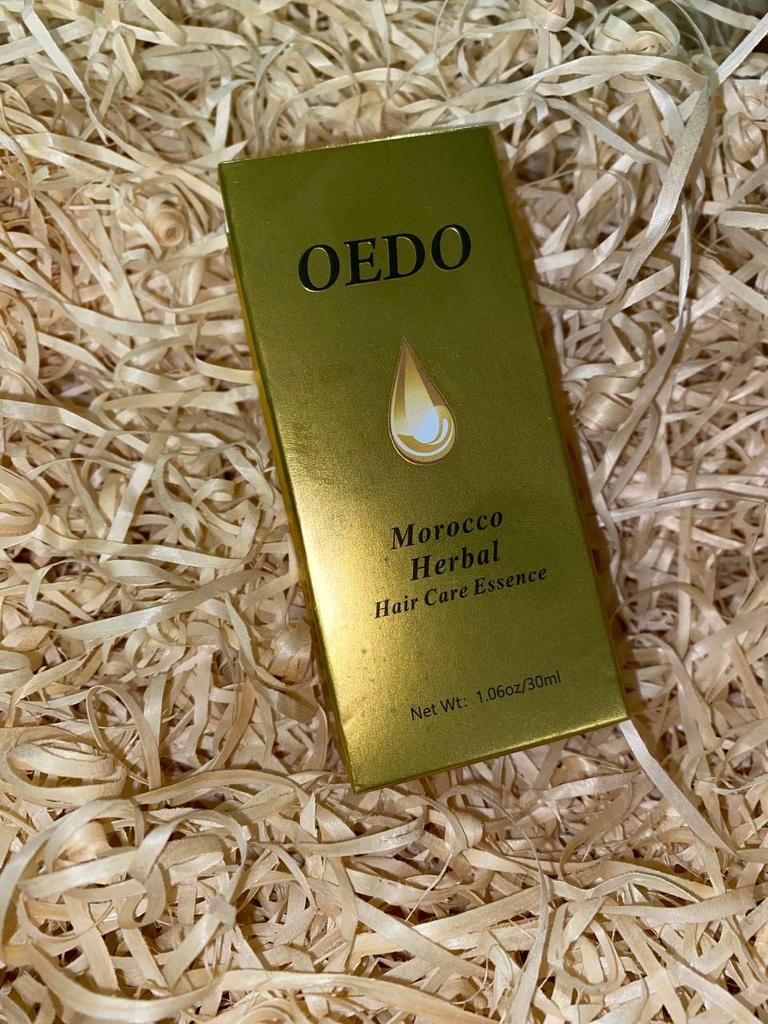 OEDO
Morocco
Herbal
Hair Care Essence
Net Wt: 1.06oz/30ml